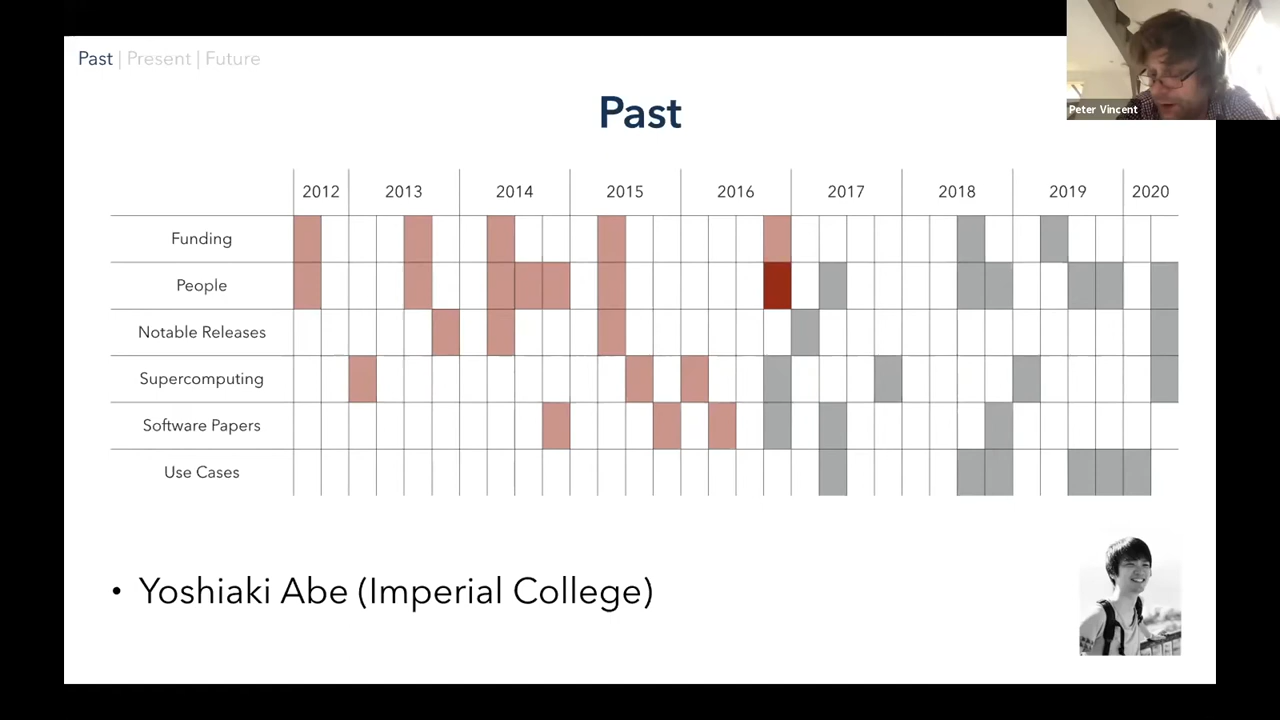 Past | Present | Future
Peter Vincent
Past
2012 2013 2014 2015 2016 2017 2018 2019 2020
Funding
People
Notable Releases
Supercomputing
Software Papers
Use Cases
• Yoshiaki Abe (Imperial College)